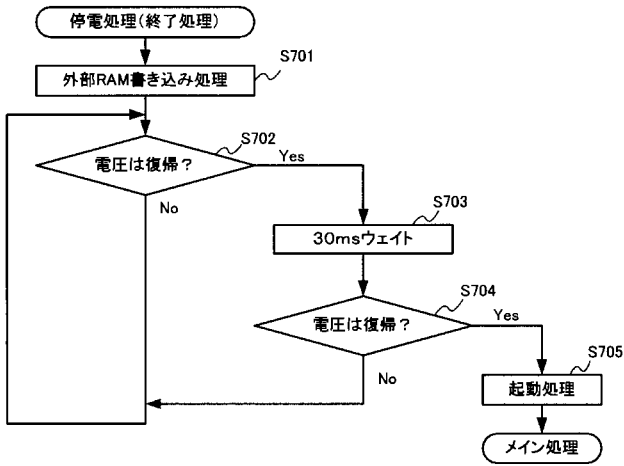 停電処理(終了処理)
S701
外部RAM書き込み処理
S702
電圧は復帰？
Yes
No
S703
30msウェイト
S704
電圧は復帰？
Yes
No
S705
起動処理
メイン処理